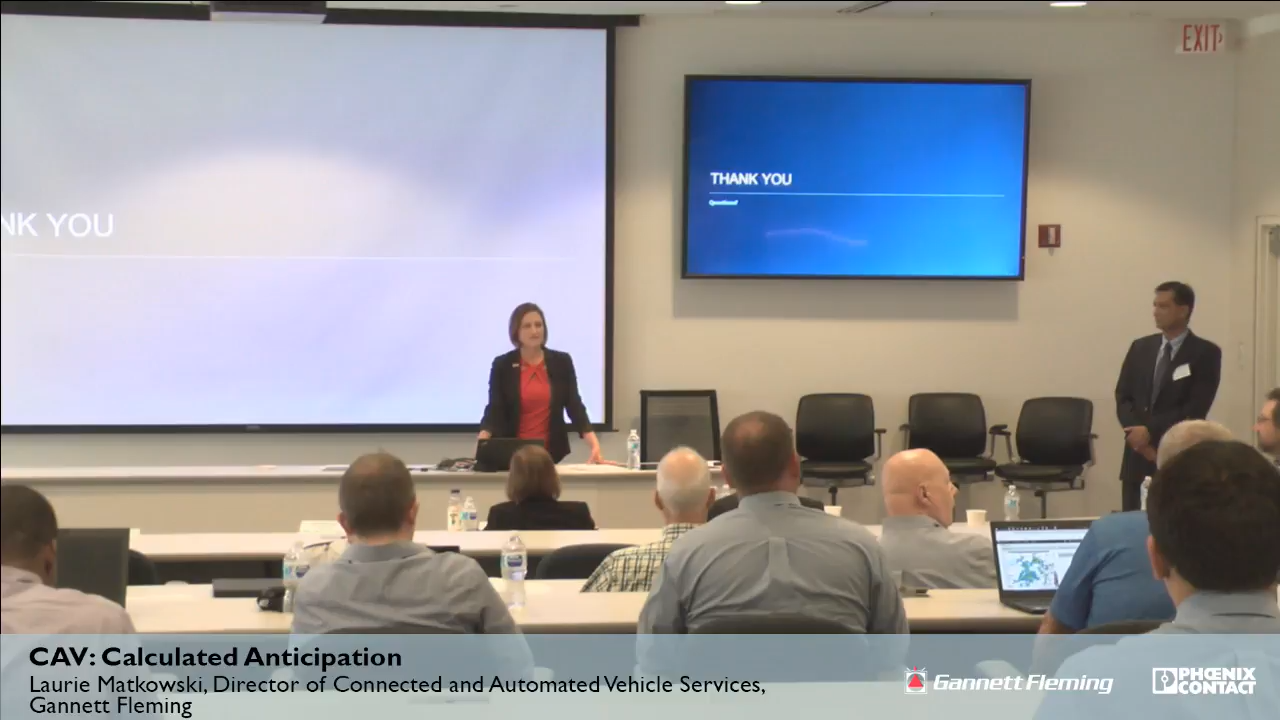 EXIT
THANK YOU
Questions?
NK YOU
CAV: Calculated Anticipation
Laurie Matkowski, Director of Connected and Automated Vehicle Services,
Gannett Fleming
Gannett Fleming
PHOENIX
CONTACT